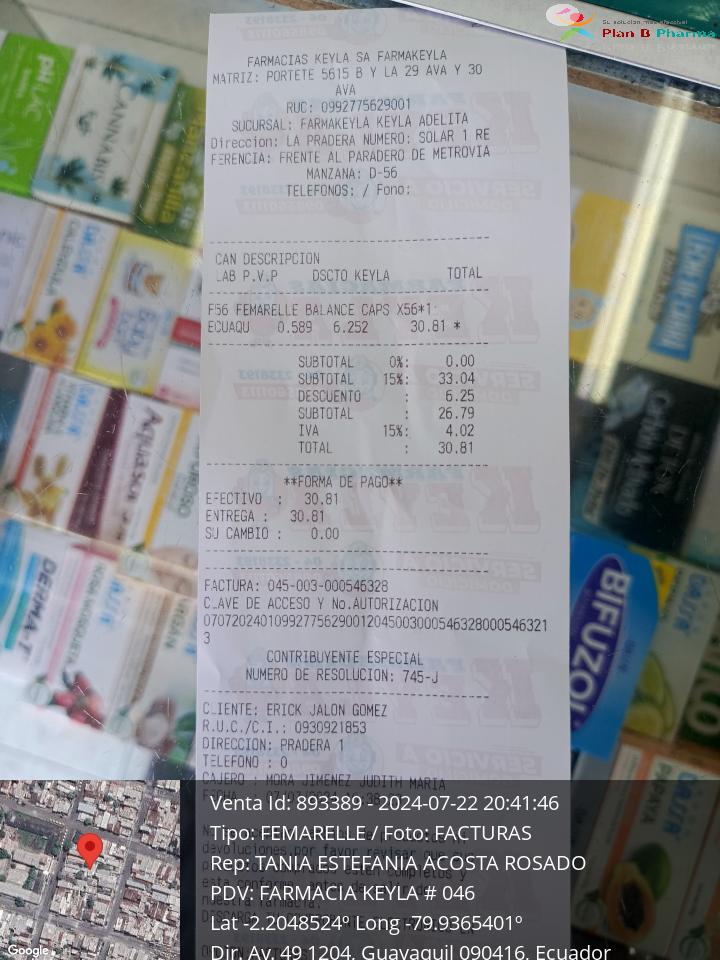 Su solución más accesible
Plan B Pharma
FARMACIAS KEYLA SA FARMAKEYLA
MATRIZ: PORTETE 5615 B Y LA 29 AVA Y 30
AVA
RUC: 0992775629001
SUCURSAL: FARMAKEYLA KEYLA ADELITA
Direccion: LA PRADERA NUMERO: SOLAR 1 RE
FERENCIA: FRENTE AL PARADERO DE METROVIA
MANZANA: D-56
TELEFONOS: / Fono:
CAN DESCRIPCION
LAB P.V.P DSCTO KEYLA TOTAL
F56 FEMARELLE BALANCE CAPS X56*1
ECUAQU 0.589 6.252 30.81 *
SUBTOTAL 0%: 0.00
SUBTOTAL 15%: 33.04
DESCUENTO : 6.25
SUBTOTAL : 26.79
IVA 15%: 4.02
TOTAL : 30.81
**FORMA DE PAGO**
EFECTIVO : 30.81
ENTREGA : 30.81
SU CAMBIO : 0.00
FACTURA: 045-003-000546328
CLAVE DE ACCESO Y No.AUTORIZACION
070720240109927756290012045003000546328000546321
3
CONTRIBUYENTE ESPECIAL
NUMERO DE RESOLUCION: 745-J
CLIENTE: ERICK JALON GOMEZ
R.U.C./C.I.: 0930921853
DIRECCION: PRADERA 1
TELEFONO : 0
CAJERO : MORA JIMENEZ JUDITH MARIA
Venta Id: 893389 - 2024-07-22 20:41:46
Tipo: FEMARELLE / Foto: FACTURAS
Rep: TANIA ESTEFANIA ACOSTA ROSADO
PDV: FARMACIA KEYLA # 046
Lat -2.2048524º Long -79.9365401º
Dir. Av. 49 1204, Guayaquil 090416, Ecuador
Google
CANNABIS
BIFUZOL
DERMA-T
PAPAYA